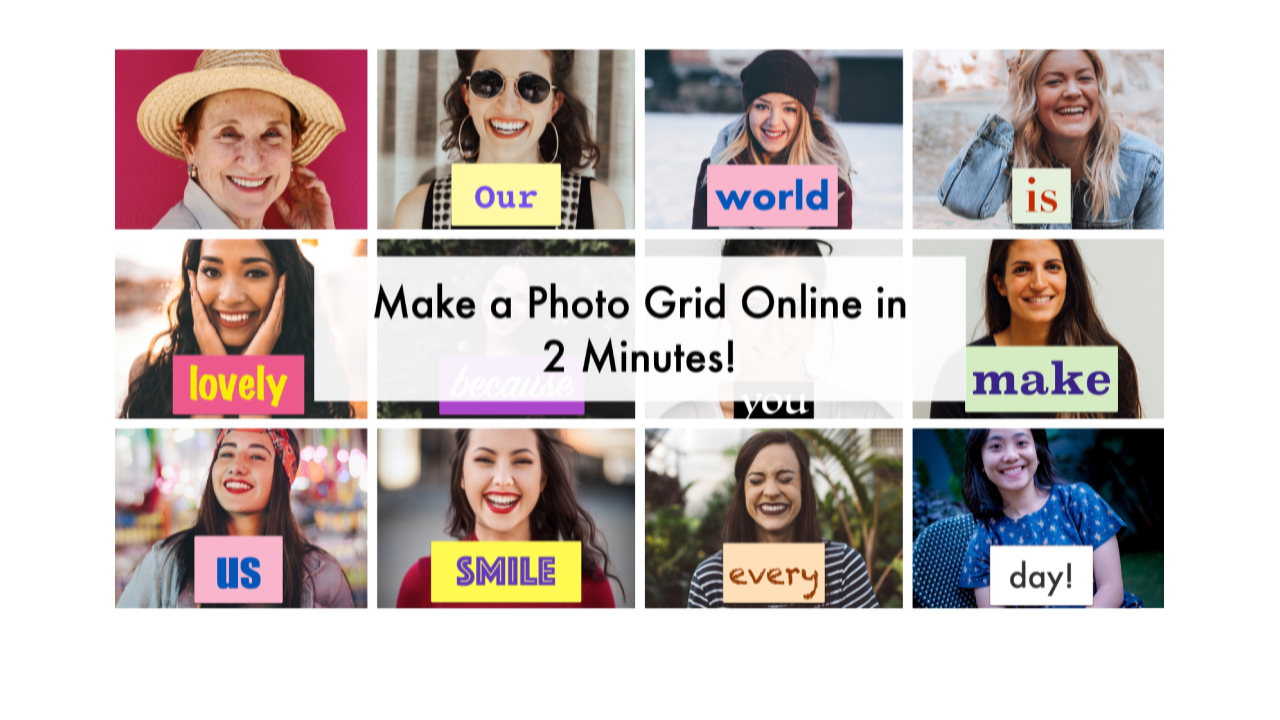 Our
world
is
lovely
because
Make a Photo Grid Online in
2 Minutes!
you
make
us
SMILE
every
day!